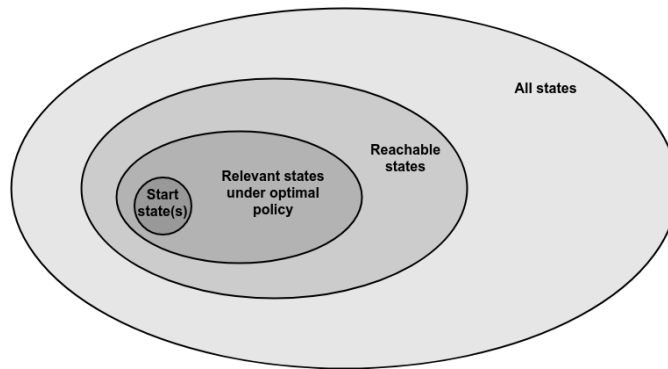 All states
Reachable
states
Relevant states
under optimal
policy
Start
state(s)